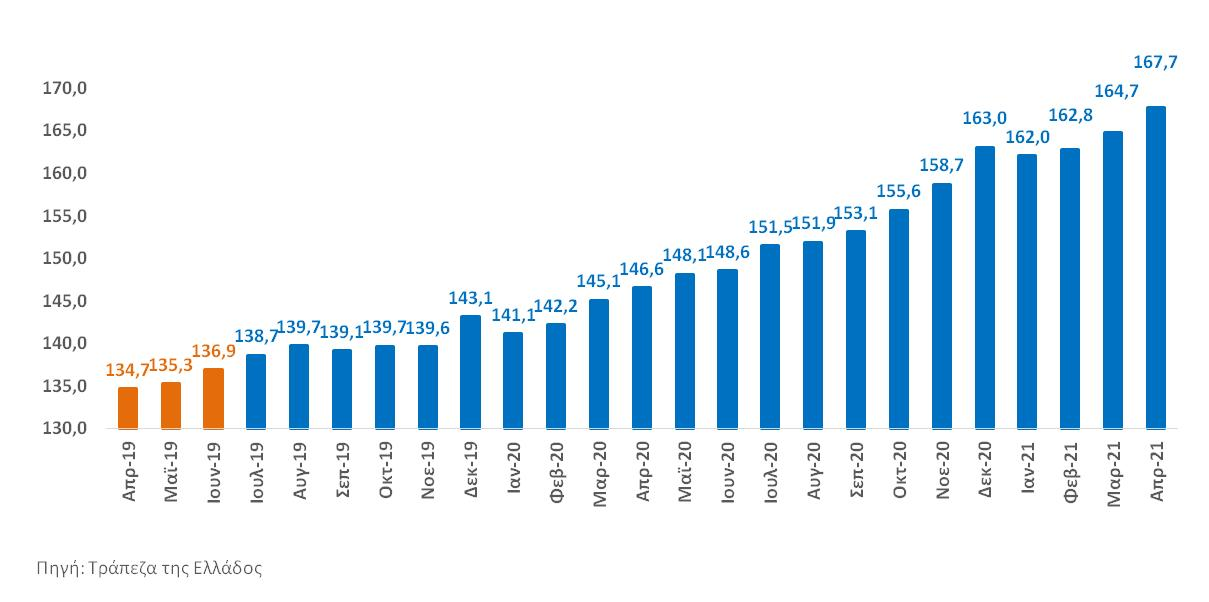 167,7
170,0
164,7
165,0
163,0
162,8
162,0
160,0
158,7
155,6
155,0
153,1
151,5
151,9
150,0
148,1
148,6
146,6
145,1
145,0
143,1
142,2
141,1
140,0
139,7
139,1
139,7
139,6
138,7
136,9
135,3
134,7
135,0
130,0
Απρ-19
Μαϊ-19
Ιουν-19
Ιουλ-19
Αυγ-19
Σεπ-19
Οκτ-19
Νοε-19
Δεκ-19
Ιαν-20
Φεβ-20
Μαρ-20
Απρ-20
Μαϊ-20
Ιουν-20
Ιουλ-20
Αυγ-20
Σεπ-20
Οκτ-20
Νοε-20
Δεκ-20
Ιαν-21
Φεβ-21
Μαρ-21
Απρ-21
Πηγή: Τράπεζα της Ελλάδος